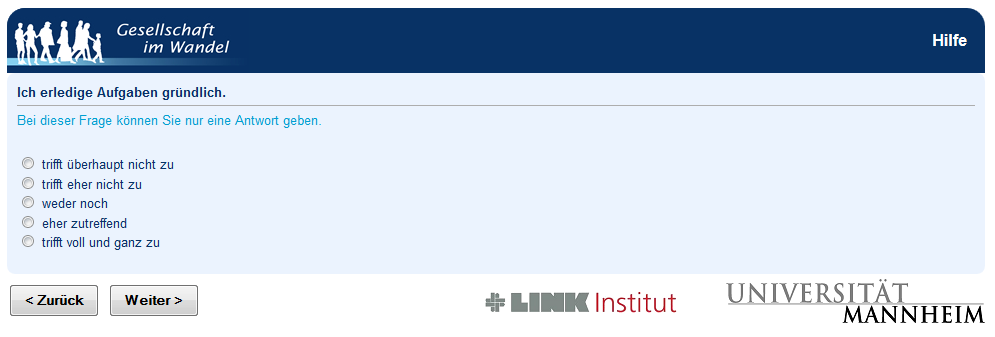 Gesellschaft
im Wandel
Hilfe
Ich erledige Aufgaben gründlich.
Bei dieser Frage können Sie nur eine Antwort geben.
trifft überhaupt nicht zu
trifft eher nicht zu
weder noch
eher zutreffend
trifft voll und ganz zu
< Zurück Weiter >
LINK Institut
UNIVERSITÄT
MANNHEIM